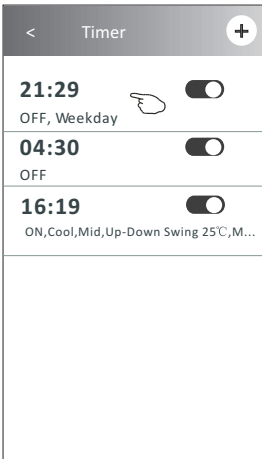 < Timer +
21:29
OFF, Weekday
04:30
OFF
16:19
ON,Cool,Mid,Up-Down Swing 25℃,M...